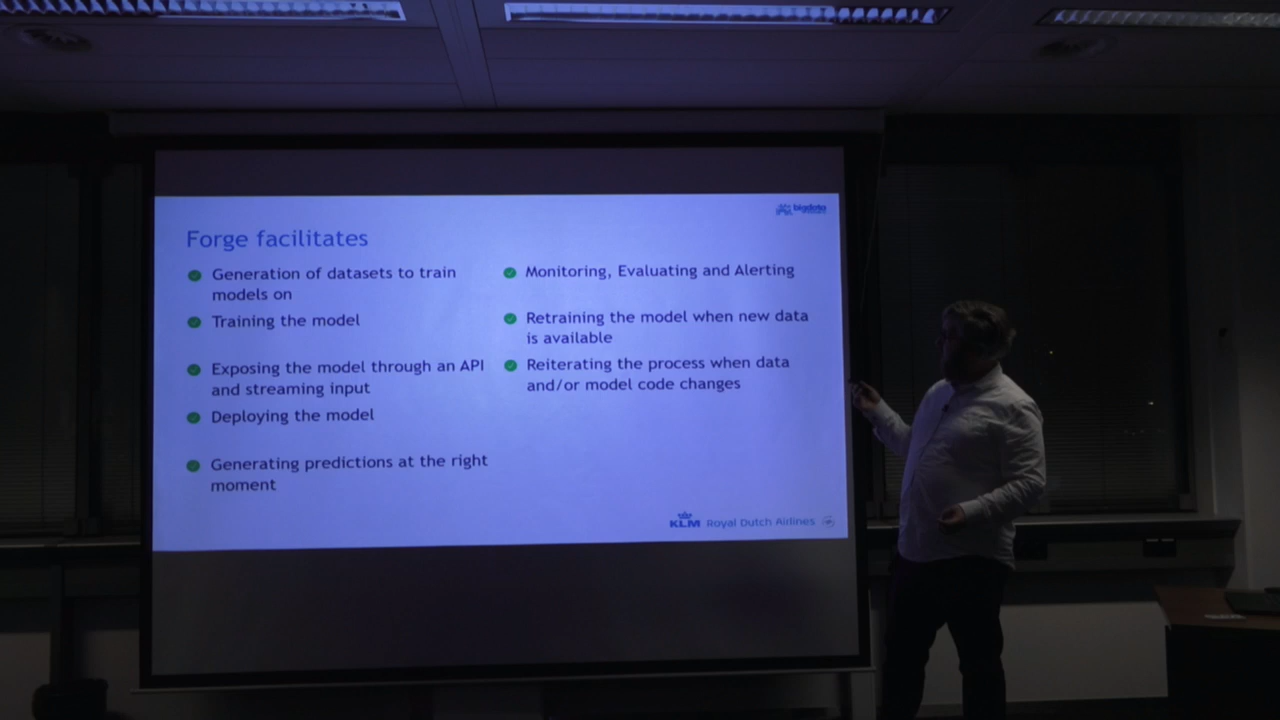 bigdata
Forge facilitates
Generation of datasets to train
models on
Training the model
Exposing the model through an API
and streaming input
Deploying the model
Generating predictions at the right
moment
Monitoring, Evaluating and Alerting
Retraining the model when new data
is available
Reiterating the process when data
and/or model code changes
KLM Royal Dutch Airlines